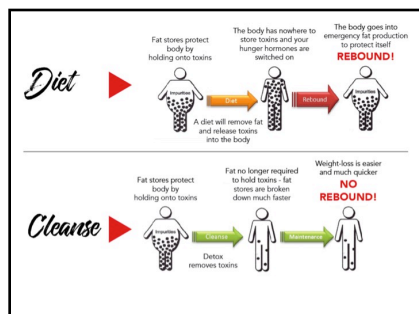 Diet
Fat stores protect
body by
holding onto toxins
Impurities
Diet
A diet will remove fat
and release toxins
into the body
The body has nowhere to
store toxins and your
hunger hormones are
switched on
Rebound
The body goes into
emergency fat production
to protect itself
REBOUND!
Impurities
Cleanse
Fat stores protect
body by
holding onto toxins
Impurities
Cleanse
Detox
removes toxins
Fat no longer required
to hold toxins - fat
stores are broken
down much faster
Maintenance
Weight-loss is easier
and much quicker
NO
REBOUND!